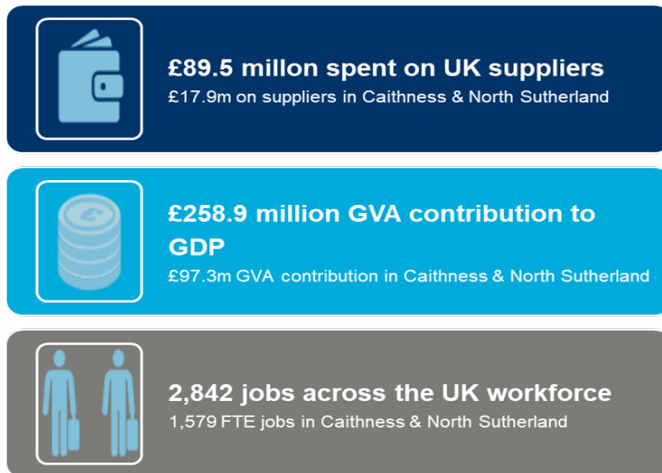 £89.5 millon spent on UK suppliers
£17.9m on suppliers in Caithness & North Sutherland
£258.9 million GVA contribution to
GDP
£97.3m GVA contribution in Caithness & North Sutherland
2,842 jobs across the UK workforce
1,579 FTE jobs in Caithness & North Sutherland